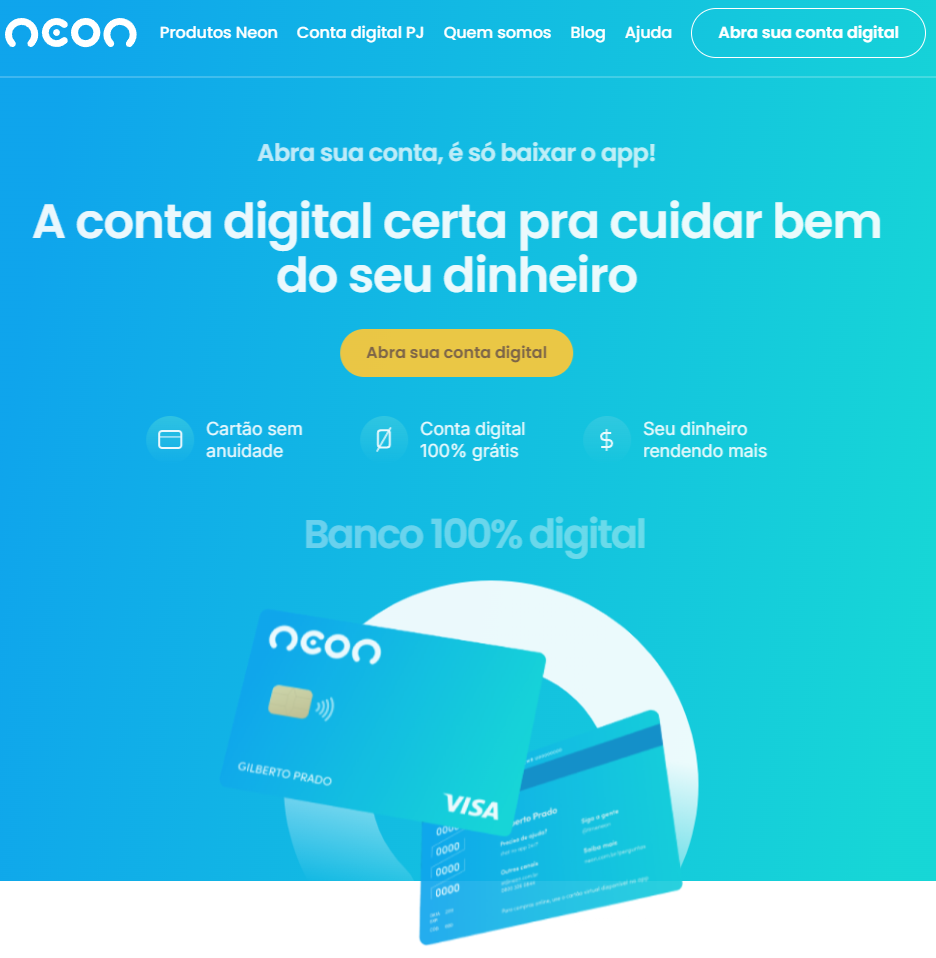 neon
Produtos Neon Conta digital PJ Quem somos Blog Ajuda Abra sua conta digital
Abra sua conta, é só baixar o app!
A conta digital certa pra cuidar bem
do seu dinheiro
Abra sua conta digital
Cartão sem
anuidade
Conta digital
100% grátis
Seu dinheiro
rendendo mais
Banco 100% digital
neon
GILBERTO PRADO
VISA
Prado
Precisa de ajuda?
Outros canais
Siga a gente
Saiba mais
0000
0000
0000
0000